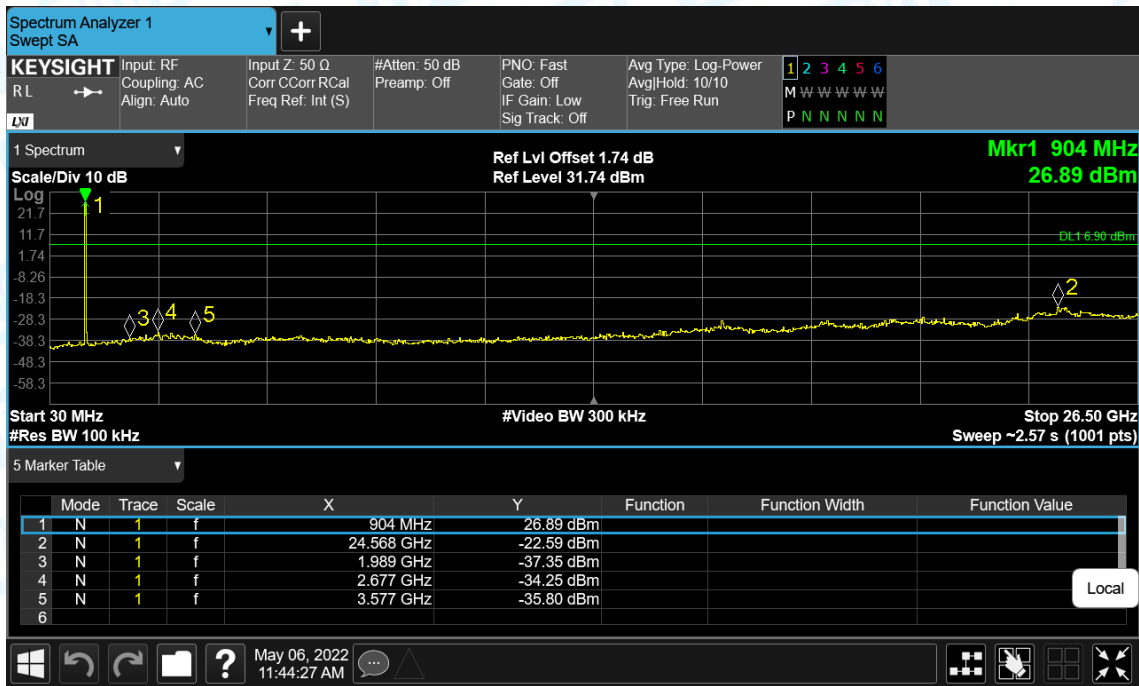 Spectrum Analyzer 1
Swept SA
+
KEYSIGHT
R L
LXI
Input: RF
Coupling: AC
Align: Auto
Input Z: 50 Ω
Corr CCorr RCal
Freq Ref: Int (S)
#Atten: 50 dB
Preamp: Off
PNO: Fast
Gate: Off
IF Gain: Low
Sig Track: Off
Avg Type: Log-Power
Avg|Hold: 10/10
Trig: Free Run
1 2 3 4 5 6
M W W W W W
P N N N N N
1 Spectrum
Scale/Div 10 dB
Ref Lvl Offset 1.74 dB
Ref Level 31.74 dBm
Mkr1 904 MHz
26.89 dBm
Log
21.7
11.7
1.74
-8.26
-18.3
-28.3
-38.3
-48.3
-58.3
1
3
4
5
2
DL1 6.90 dBm
Start 30 MHz
#Res BW 100 kHz
#Video BW 300 kHz
Stop 26.50 GHz
Sweep ~2.57 s (1001 pts)
5 Marker Table
Mode Trace Scale X Y Function Function Width Function Value
1 N 1 f 904 MHz 26.89 dBm
2 N 1 f 24.568 GHz -22.59 dBm
3 N 1 f 1.989 GHz -37.35 dBm
4 N 1 f 2.677 GHz -34.25 dBm
5 N 1 f 3.577 GHz -35.80 dBm
6
Local
?
May 06, 2022
11:44:27 AM